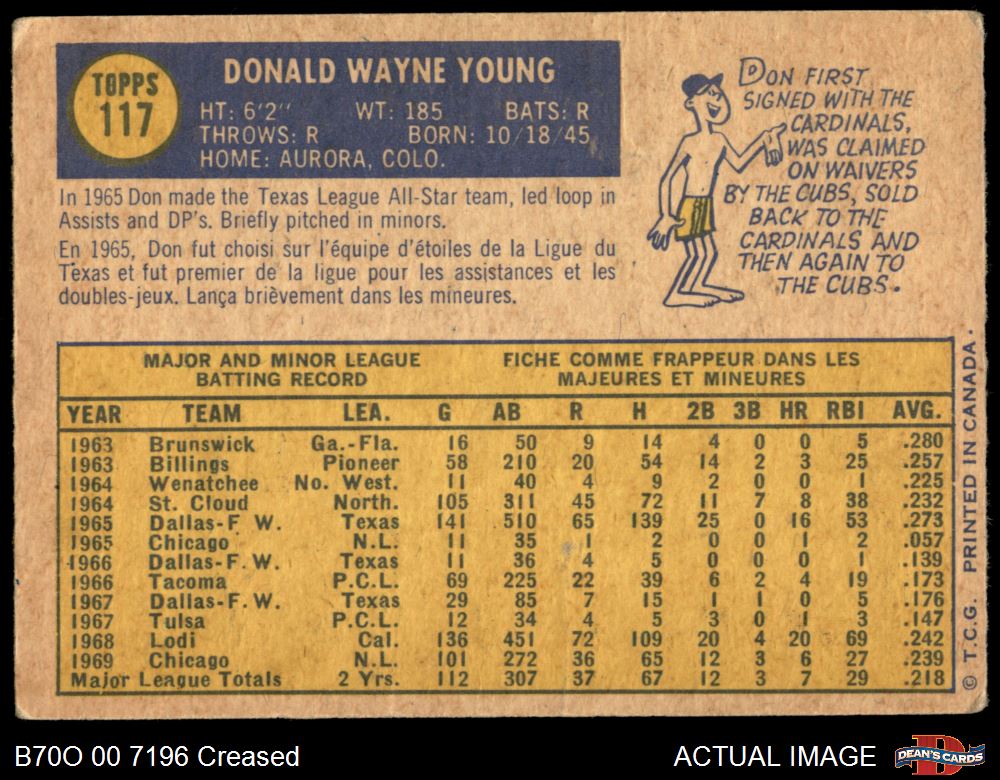 TOPPS
117
DONALD WAYNE YOUNG
HT: 6'2" WT: 185 BATS: R
THROWS: R BORN: 10/18/45
HOME: AURORA, COLO.
In 1965 Don made the Texas League All-Star team, led loop in
Assists and DP's. Briefly pitched in minors.
En 1965, Don fut choisi sur l'équipe d'étoiles de la Ligue du
Texas et fut premier de la ligue pour les assistances et les
doubles-jeux. Lança brièvement dans les mineures.
DON FIRST
SIGNED WITH THE
CARDINALS,
WAS CLAIMED
ON WAIVERS
BY THE CUBS, SOLD
BACK TO THE
CARDINALS AND
THEN AGAIN TO
THE CUBS.
MAJOR AND MINOR LEAGUE
BATTING RECORD
FICHE COMME FRAPPEUR DANS LES
MAJEURES ET MINEURES
YEAR TEAM LEA. G AB R H 2B 3B HR RBI AVG.
1963 Brunswick Ga.-Fla. 16 50 9 14 4 0 0 5 .280
1963 Billings Pioneer 58 210 20 54 14 2 3 25 .257
1964 Wenatchee No. West. 11 40 4 9 2 0 0 1 .225
1964 St. Cloud North. 105 311 45 72 11 7 8 38 .232
1965 Dallas-F W. Texas 141 510 65 139 25 0 16 53 .273
1965 Chicago N.L. 11 35 1 2 0 0 1 2 .057
1966 Dallas-F.W. Texas 11 36 4 5 0 0 0 1 .139
1966 Tacoma P.C.L. 69 225 22 39 6 2 4 19 .173
1967 Dallas-F.W. Texas 29 85 7 15 1 1 0 5 .176
1967 Tulsa P.C.L. 12 34 4 5 3 0 1 3 .147
1968 Lodi Cal. 136 451 72 109 20 4 20 69 .242
1969 Chicago N.L. 101 272 36 65 12 3 6 27 .239
Major League Totals 2 Yrs. 112 307 37 67 12 3 7 29 .218
© T.C.G. PRINTED IN CANADA.
B70O 00 7196 Creased
ACTUAL IMAGE
DEAN'S CARDS